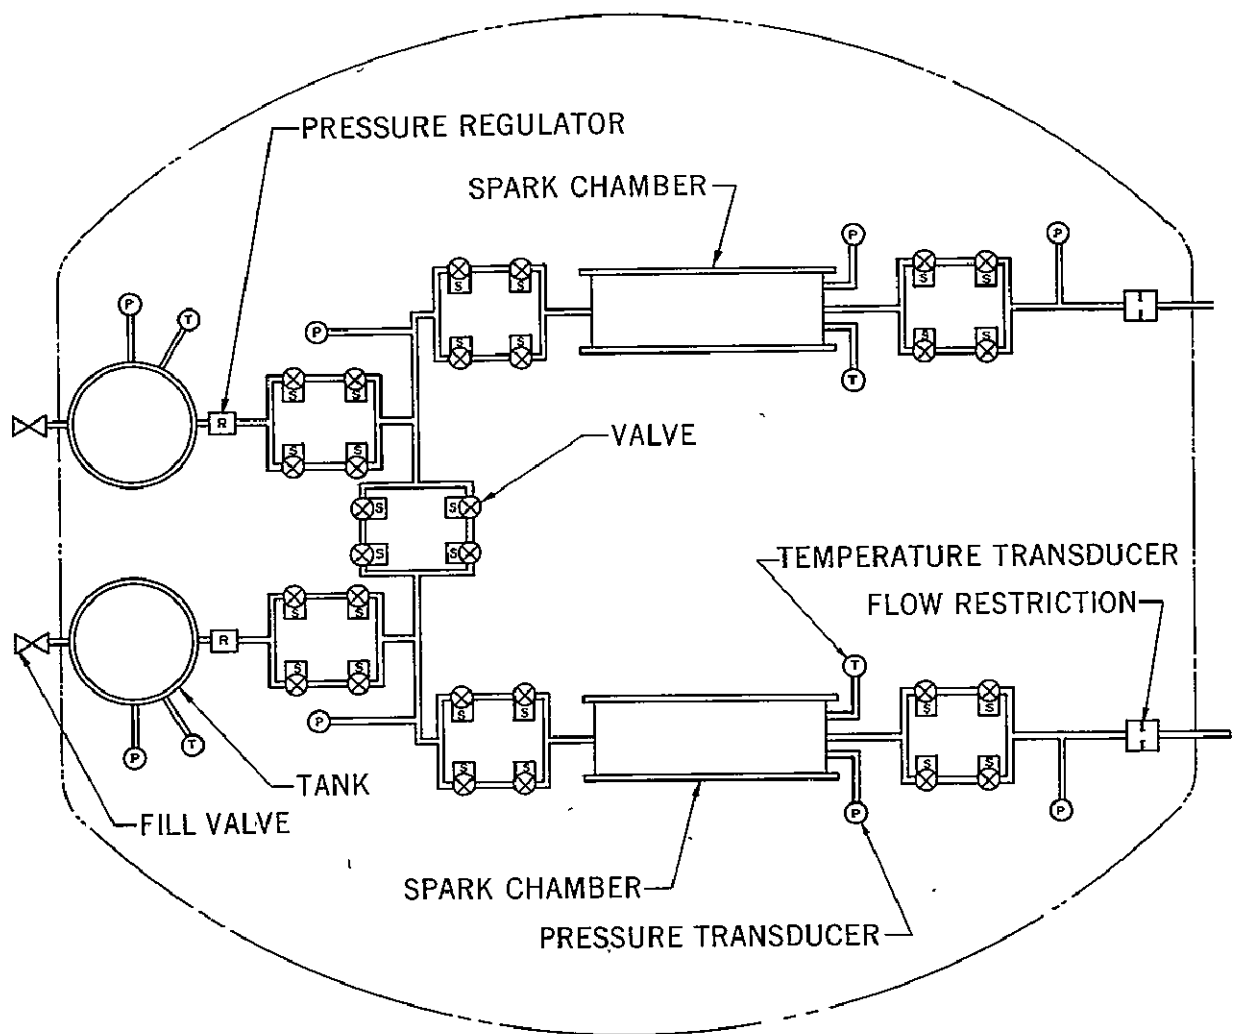 PRESSURE REGULATOR
SPARK CHAMBER
P
P
P
T
S
S
S
S
P
S
S
S
S
T
S
S
R
S
S
VALVE
S
S
S
S
TEMPERATURE TRANSDUCER
FLOW RESTRICTION
S
S
R
S
S
T
P
S
S
S
S
P
T
S
S
S
S
TANK
P
P
FILL VALVE
SPARK CHAMBER
PRESSURE TRANSDUCER